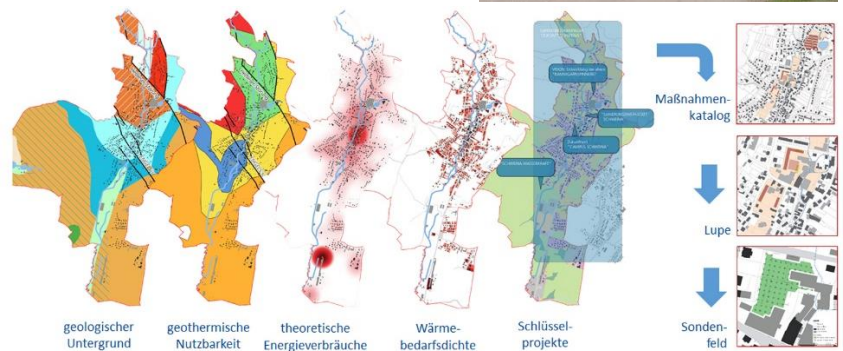 geologischer
Untergrund
geothermische
Nutzbarkeit
theoretische
Energieverbräuche
Wärme-
bedarfsdichte
Schlüssel-
projekte
Maßnahmen-
katalog
Lupe
Sonden-
feld